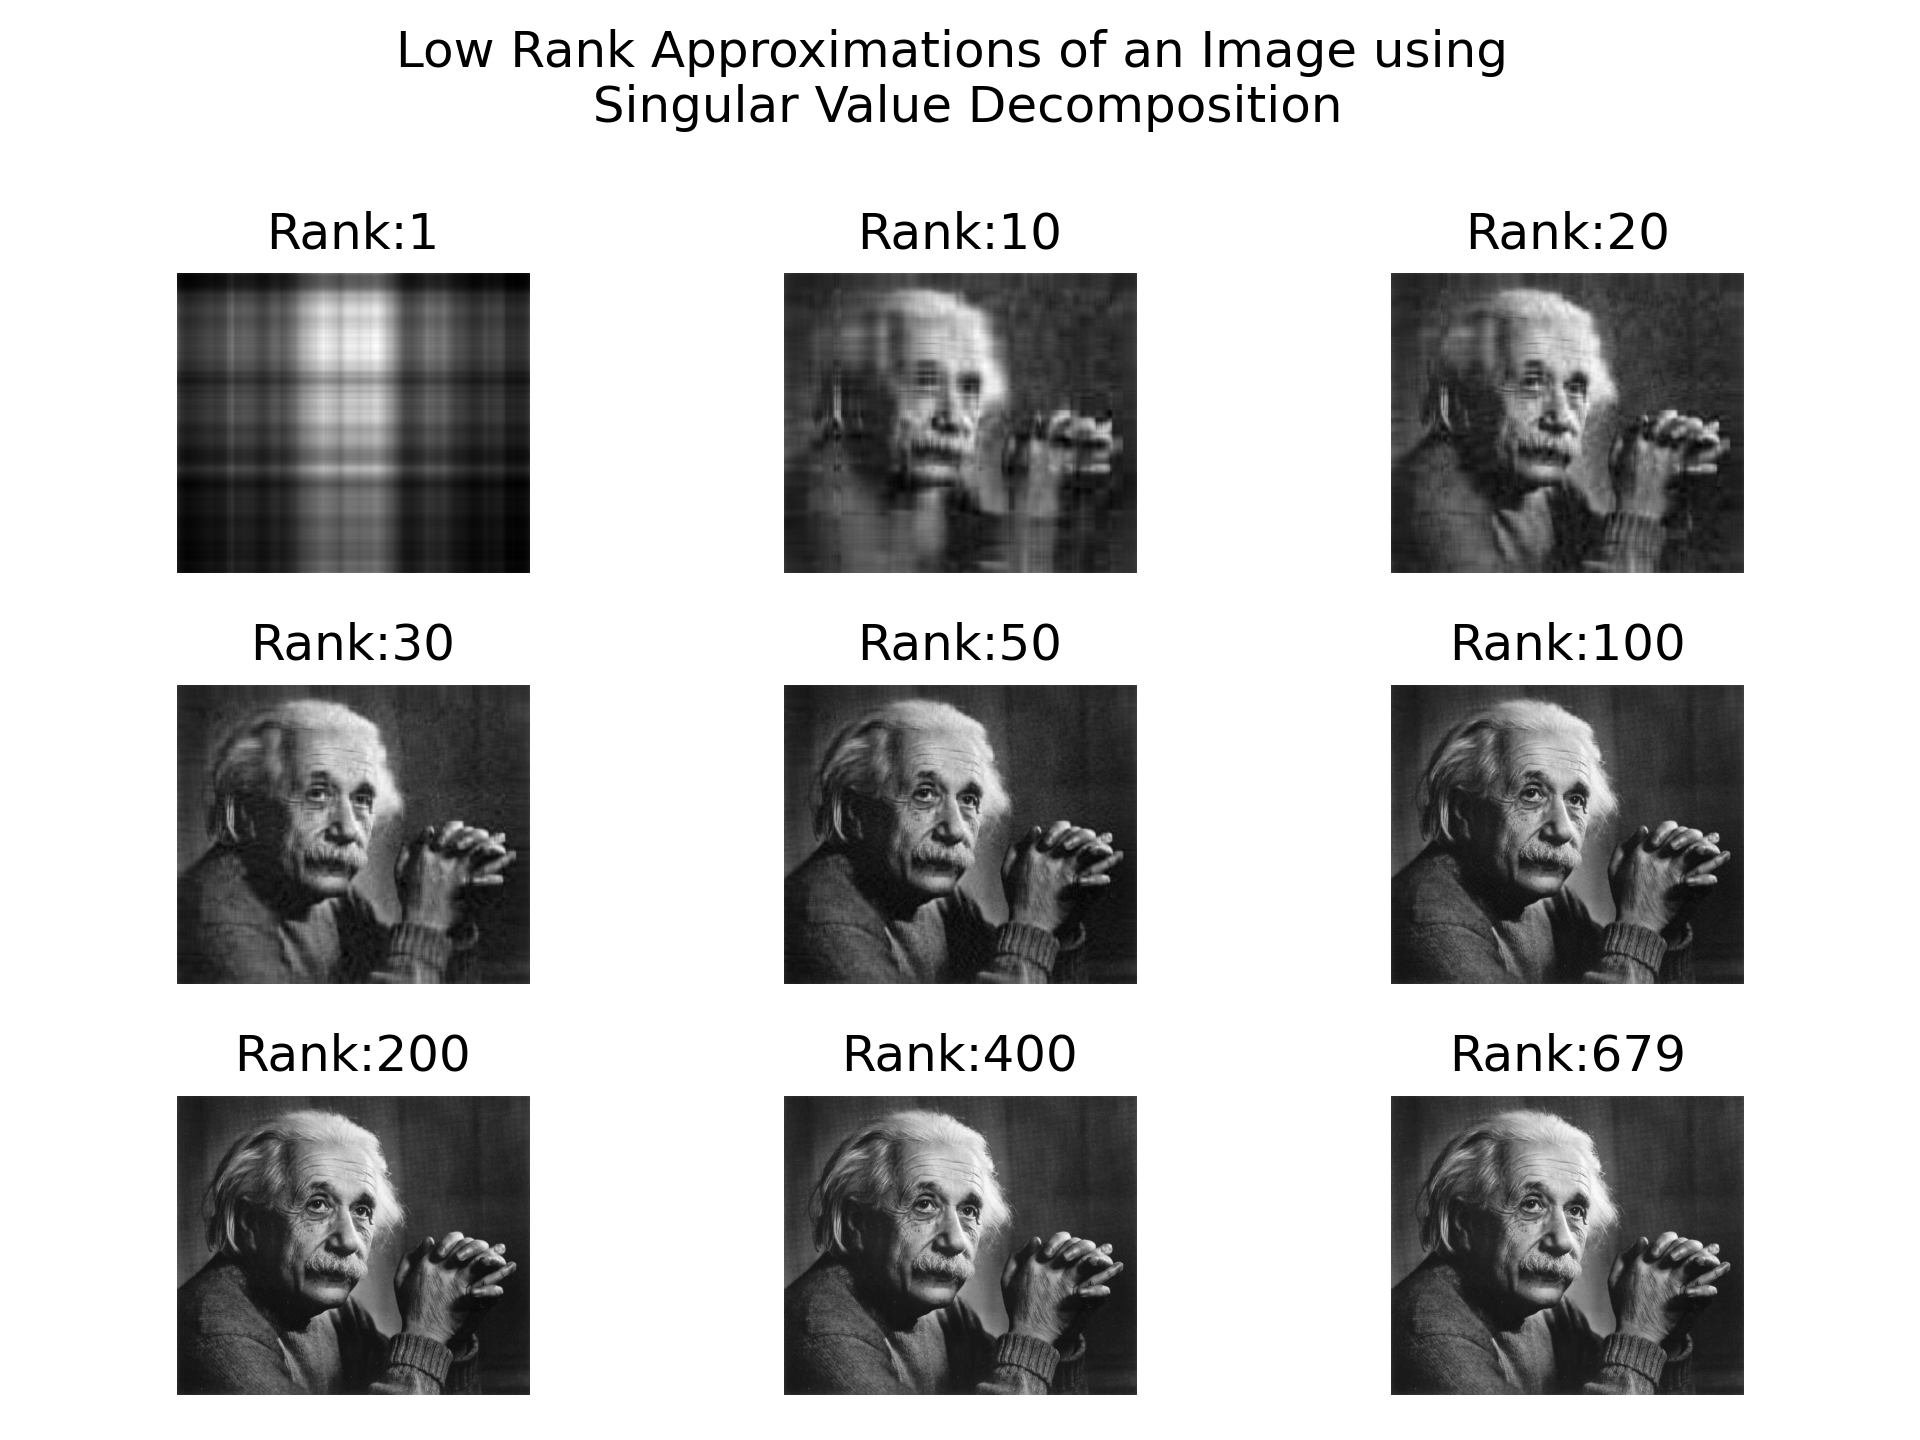 Low Rank Approximations of an Image using
Singular Value Decomposition
Rank:1
Rank:10
Rank:20
Rank:30
Rank:50
Rank:100
Rank:200
Rank:400
Rank:679